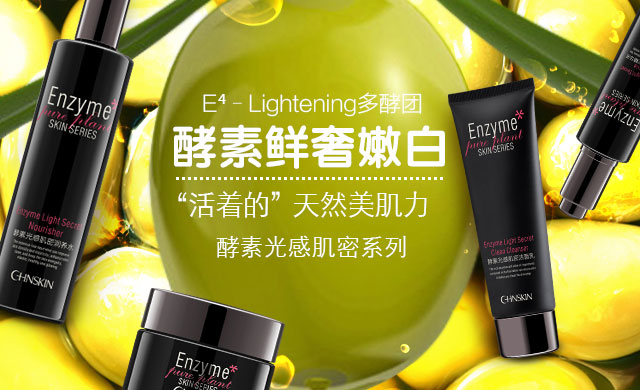 E⁴ - Lightening多酵团
酵素鲜奢嫩白
“活着的”天然美肌力
酵素光感肌密系列
Enzyme*
pure plant
SKIN SERIES
Enzyme Light Secret
Nourisher
酵素光感肌密润养水
CHNSKIN
Enzyme*
pure plant
SKIN SERIES
Enzyme*
pure plant
SKIN SERIES
Enzyme Light Secret
Clean Cleanser
酵素光感肌密洁面乳
CHNSKIN
Enzyme*
SKIN SERIES